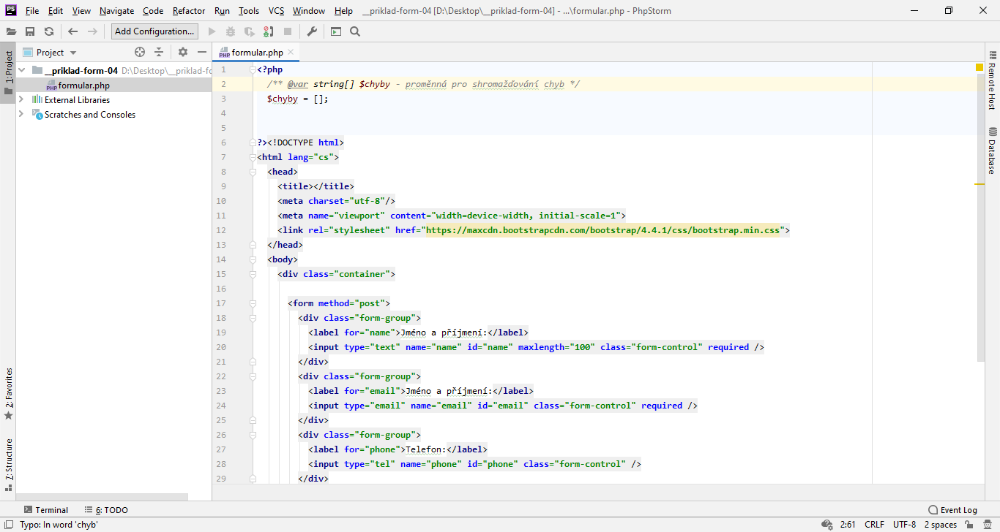 PS File Edit View Navigate Code Refactor Run Tools VCS Window Help __priklad-form-04 [D:\Desktop\__priklad-form-04] - ...\formular.php - PhpStorm
Add Configuration...
Project
formular.php
1: Project
__priklad-form-04 D:\Desktop\__priklad-fo
formular.php
External Libraries
Scratches and Consoles
2: Favorites
7: Structure
1 <?php
2 /** @var string[] $chyby - proměnná pro shromažďování chyb */
3 $chyby = [];
4
5
6 ?><!DOCTYPE html>
7 <html lang="cs">
8 <head>
9 <title></title>
10 <meta charset="utf-8"/>
11 <meta name="viewport" content="width=device-width, initial-scale=1">
12 <link rel="stylesheet" href="https://maxcdn.bootstrapcdn.com/bootstrap/4.4.1/css/bootstrap.min.css">
13 </head>
14 <body>
15 <div class="container">
16
17 <form method="post">
18 <div class="form-group">
19 <label for="name">Jméno a příjmení:</label>
20 <input type="text" name="name" id="name" maxlength="100" class="form-control" required />
21 </div>
22 <div class="form-group">
23 <label for="email">Jméno a příjmení:</label>
24 <input type="email" name="email" id="email" class="form-control" required />
25 </div>
26 <div class="form-group">
27 <label for="phone">Telefon:</label>
28 <input type="tel" name="phone" id="phone" class="form-control" />
29 </div>
Remote Host
Database
Terminal 6: TODO Event Log
Typo: In word 'chyb' 2:61 CRLF UTF-8 2 spaces